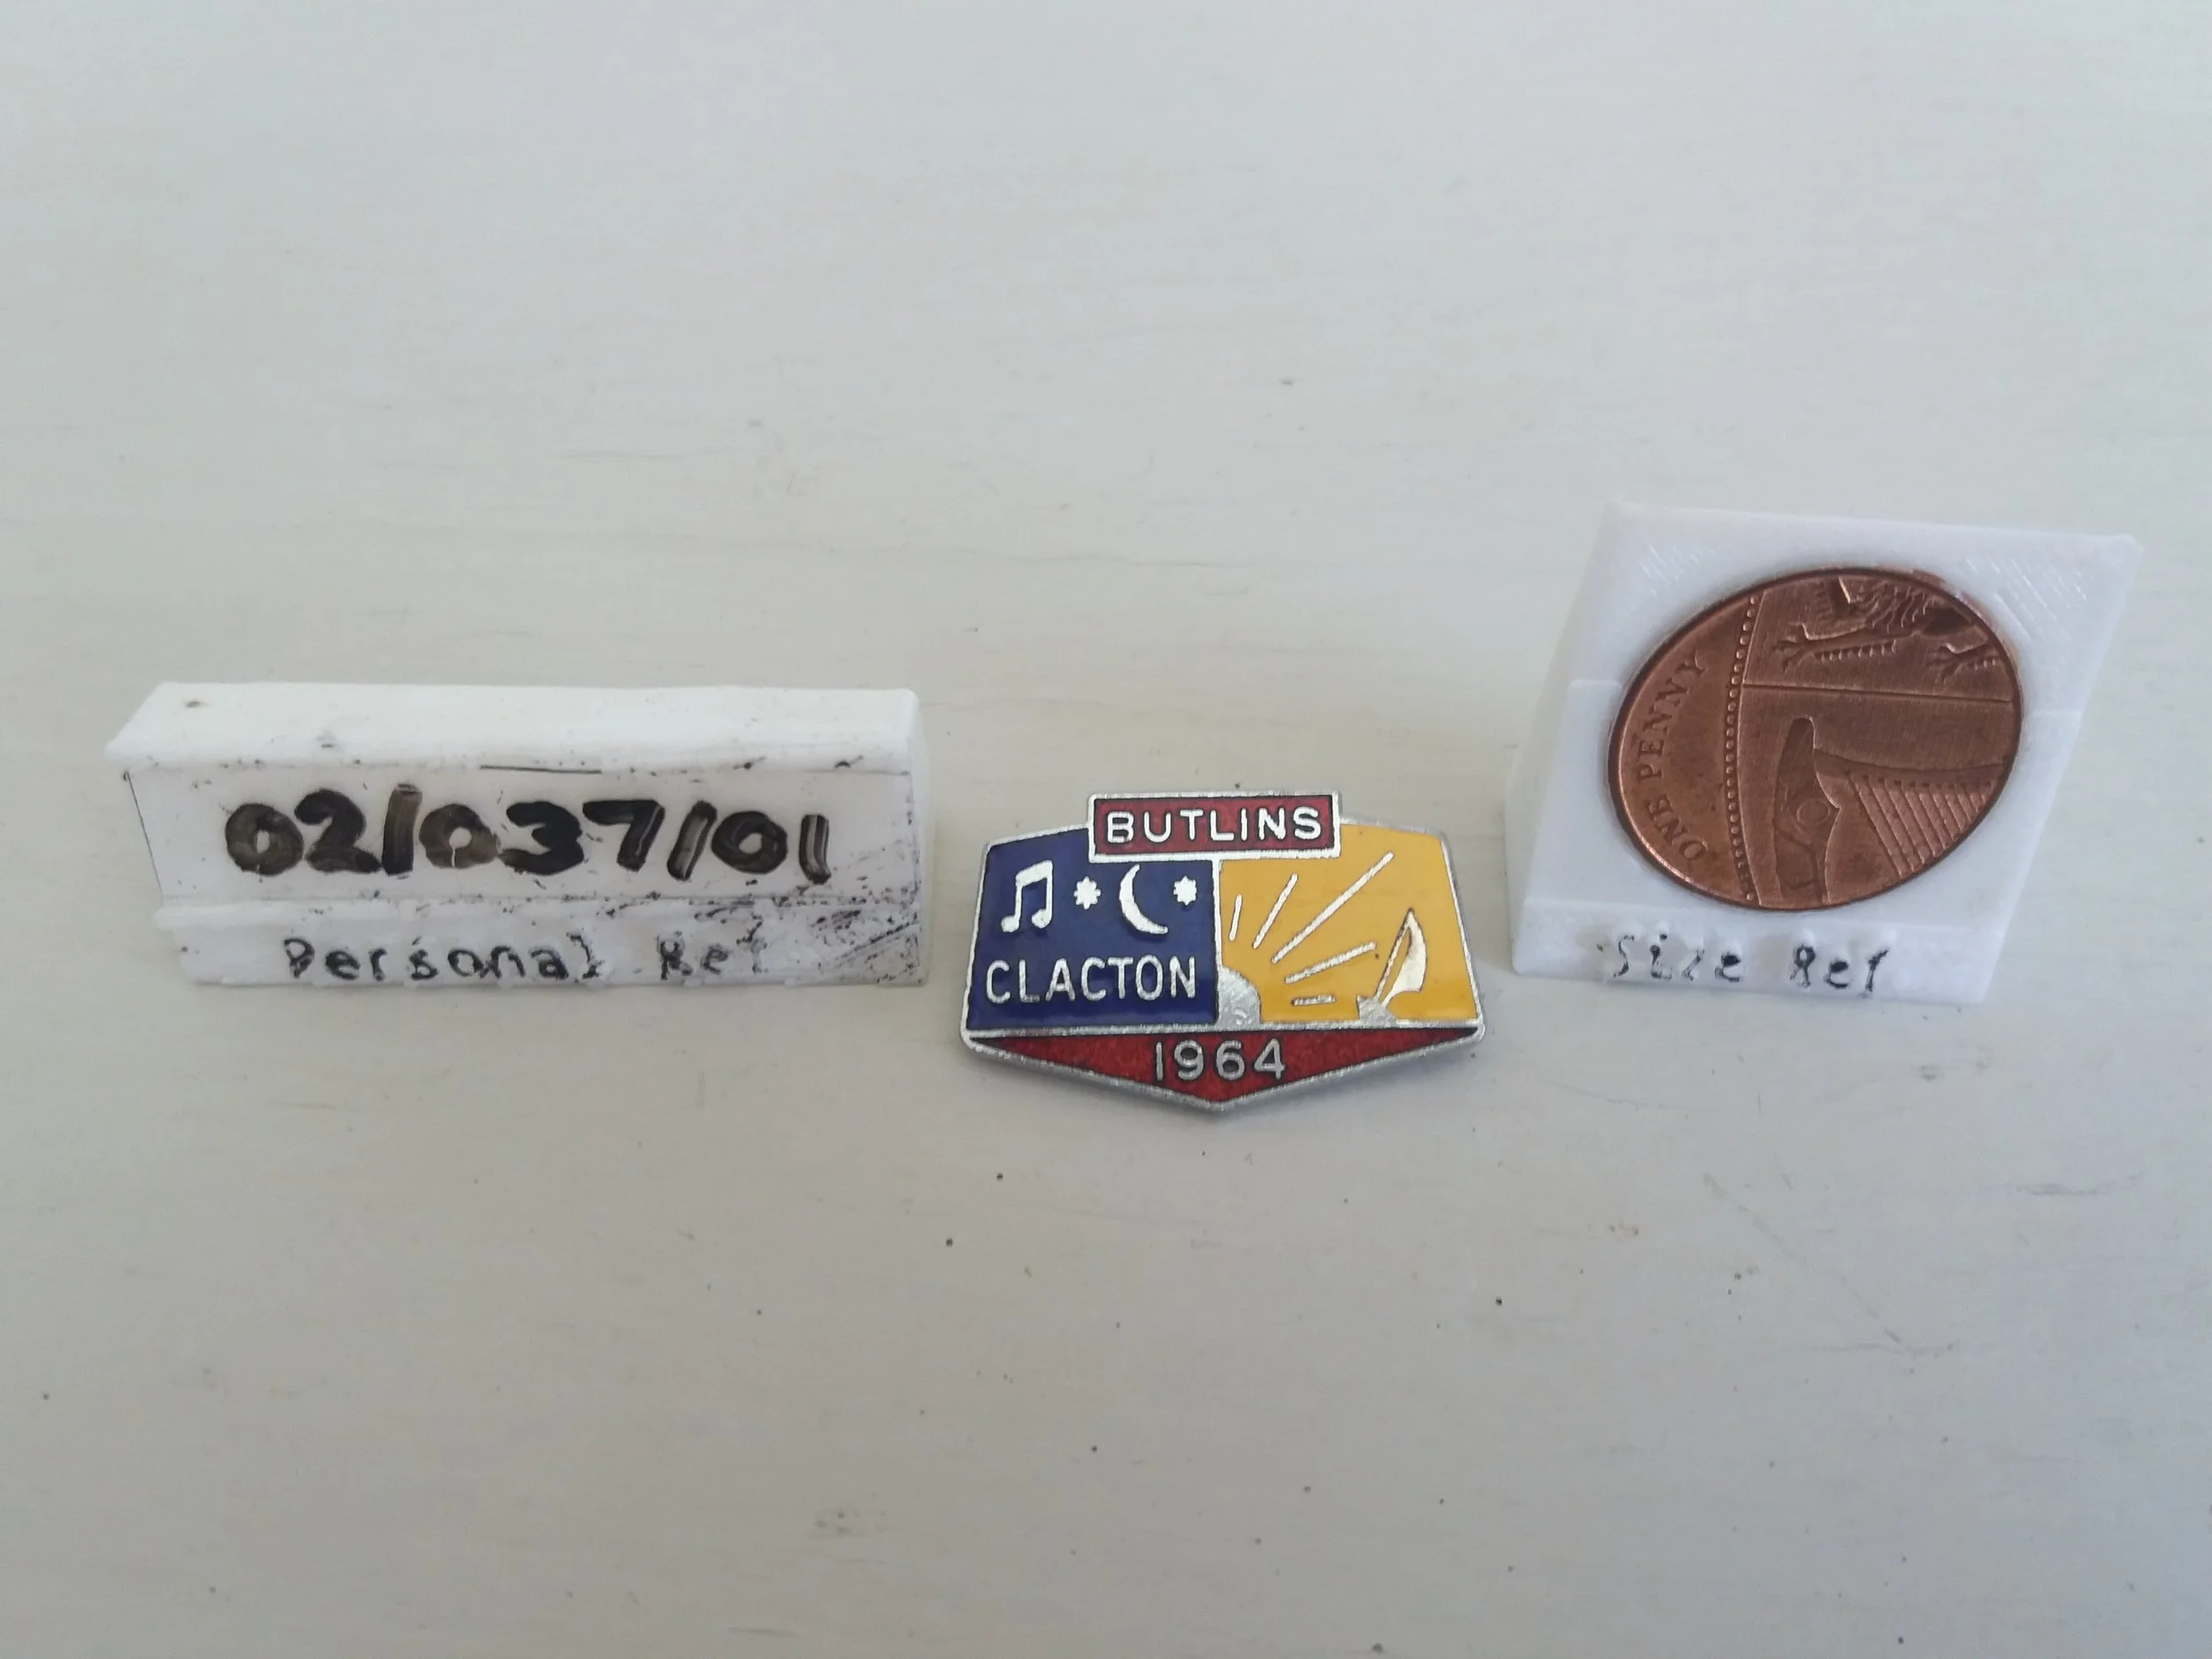 02/037/01
Personal Ref
BUTLINS
CLACTON
1964
ONE PENNY
Size Ref